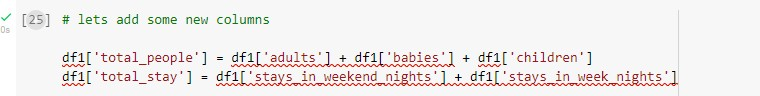 [25] # lets add some new columns
0s
df1['total_people'] = df1['adults'] + df1['babies'] + df1['children']
df1['total_stay'] = df1['stays_in_weekend_nights'] + df1['stays_in_week_nights']